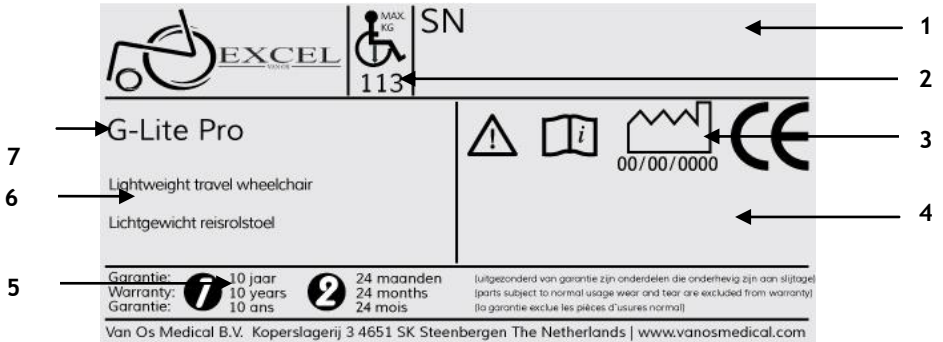 EXCEL
VAN OS
MAX.
KG
113
SN
1
2
G-Lite Pro
7
i
00/00/0000
CE
3
Lightweight travel wheelchair
6
Lichtgewicht reisrolstoel
4
5
Garantie: 1 10 jaar 2 24 maanden (uitgezonderd van garantie zijn onderdelen die onderhevig zijn aan slijtage)
Warranty: 10 years 24 months (parts subject to normal usage wear and tear are excluded from warranty)
Garantie: 10 ans 24 mois (la garantie exclue les pièces d'usures normal)
Van Os Medical B.V. Koperslagerij 3 4651 SK Steenbergen The Netherlands | www.vanosmedical.com